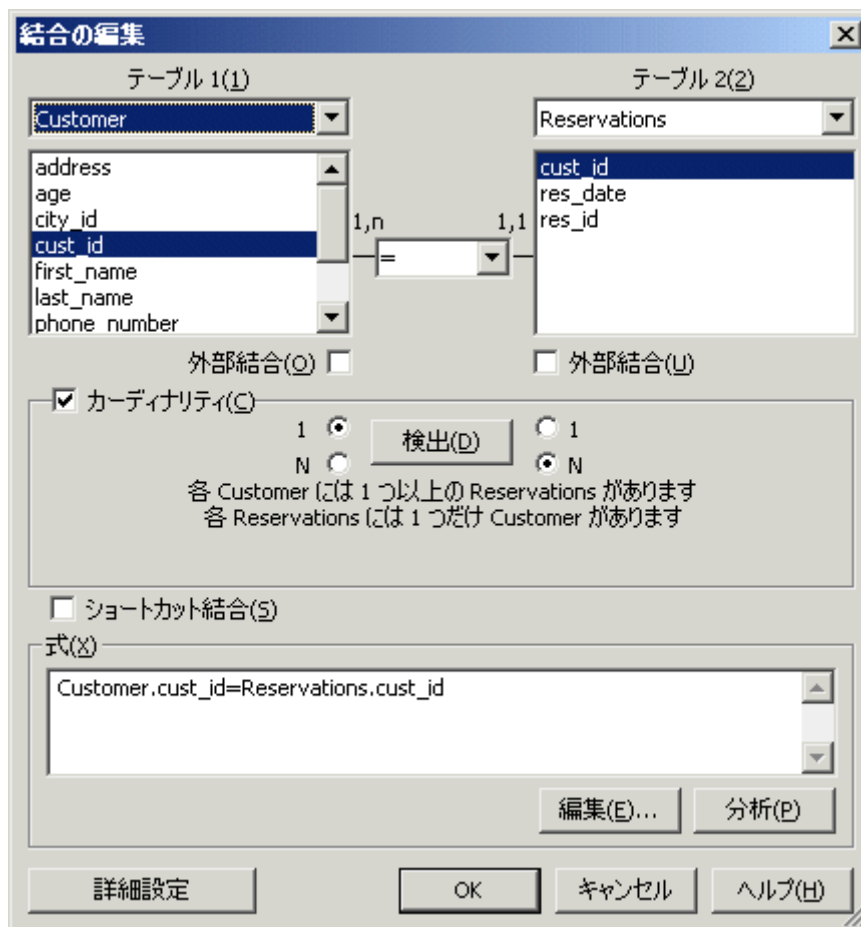 結合の編集
テーブル 1(1)
テーブル 2(2)
Customer
Reservations
address
age
city_id
cust_id
first_name
last_name
phone_number
1,n
=
1,1
cust_id
res_date
res_id
外部結合(O)
外部結合(U)
カーディナリティ(C)
1
N
検出(D)
1
N
各 Customer には 1 つ以上の Reservations があります
各 Reservations には 1 つだけ Customer があります
ショートカット結合(S)
式(X)
Customer.cust_id=Reservations.cust_id
編集(E)...
分析(P)
詳細設定
OK
キャンセル
ヘルプ(H)